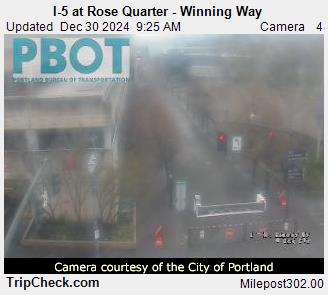 I-5 at Rose Quarter - Winning Way
Updated Dec 30 2024 9:25 AM Camera 4
PBOT
PORTLAND BUREAU OF TRANSPORTATION
Camera courtesy of the City of Portland
TripCheck.com Milepost302.00